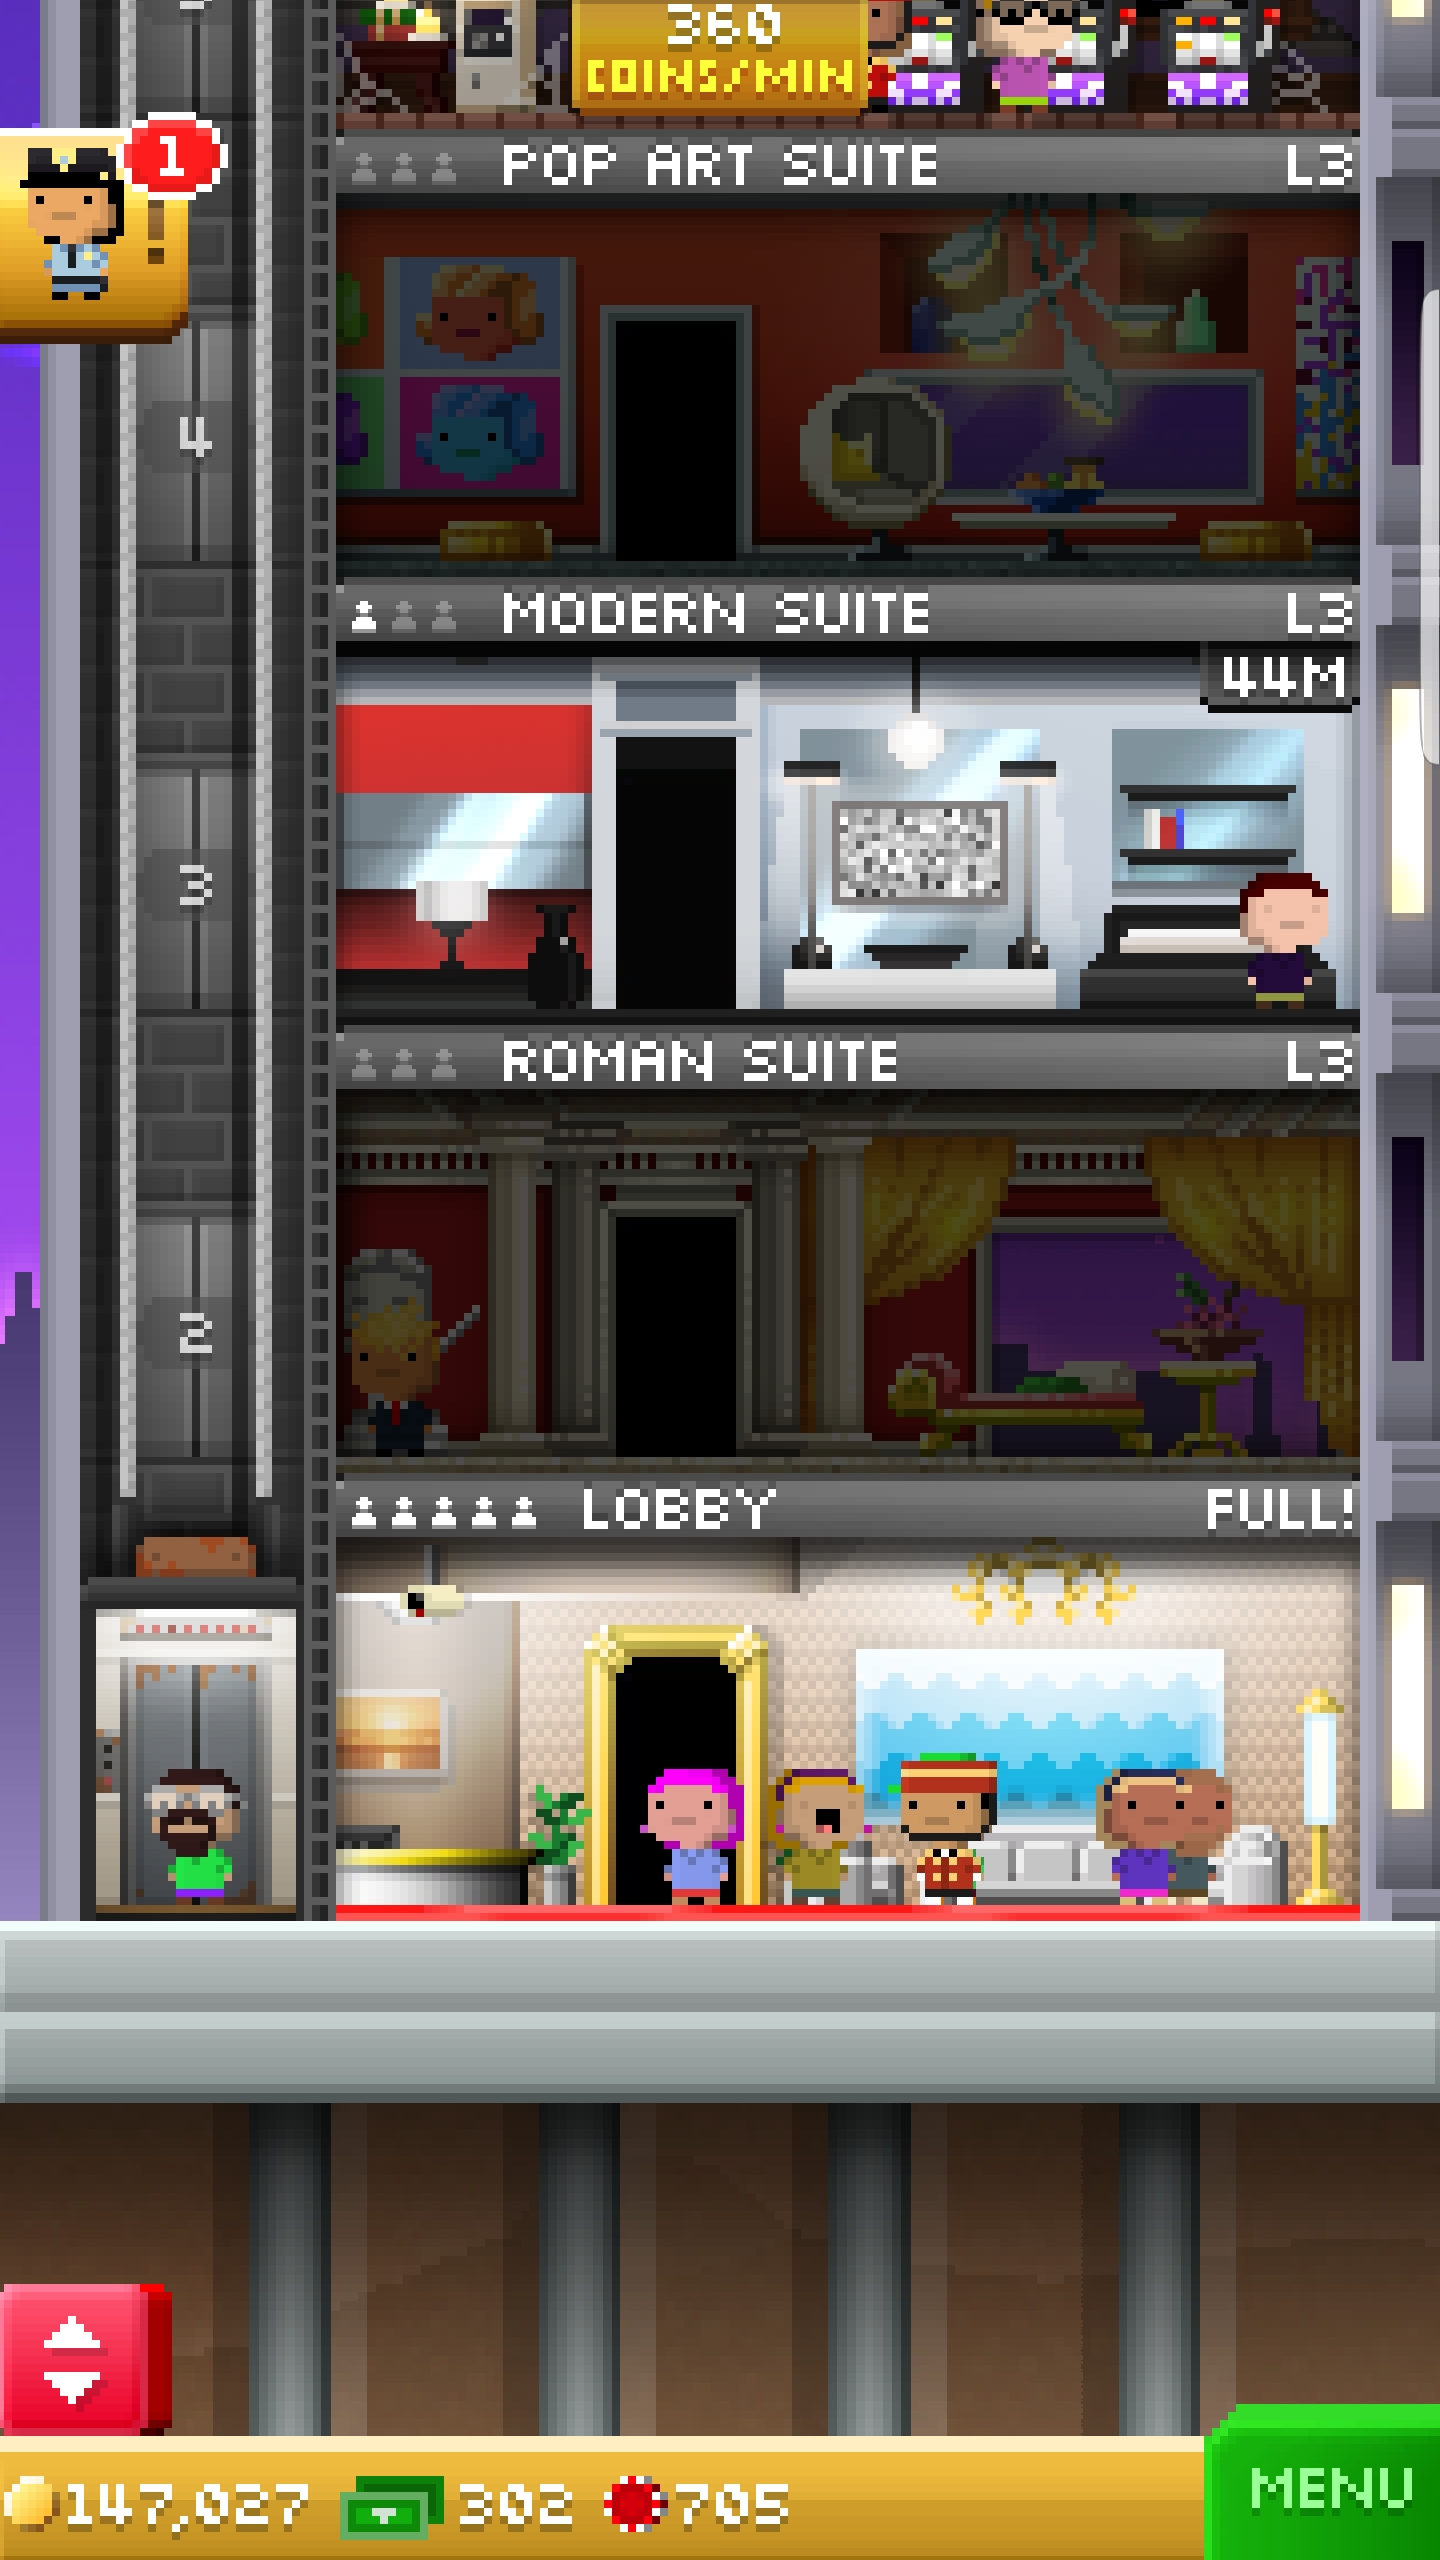 360
COINS/MIN
1
!
POP ART SUITE L3
4
MODERN SUITE L3
44M
3
ROMAN SUITE L3
2
LOBBY FULL!
147,027 302 705
MENU